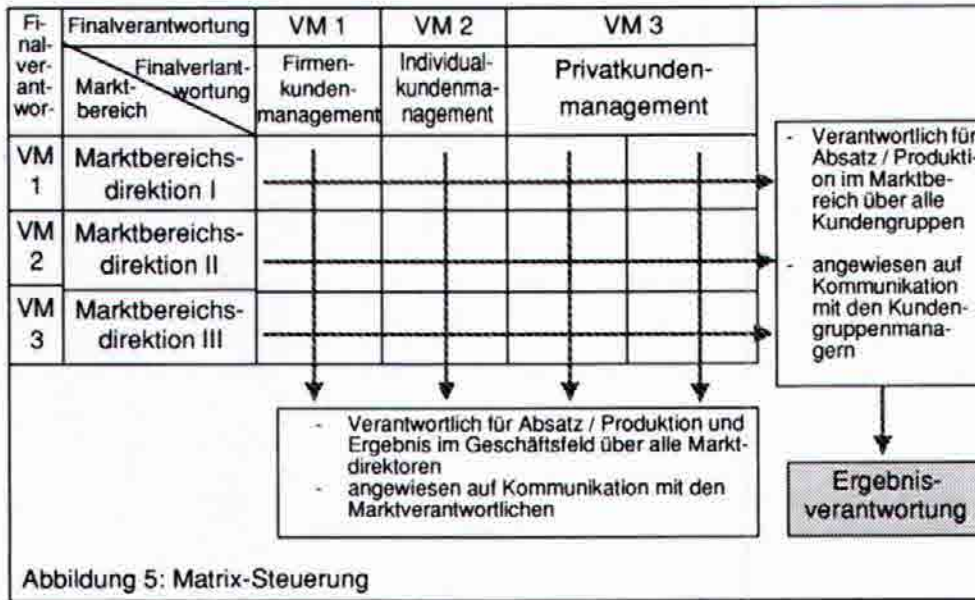 Fi-
nal-
ver-
ant-
wor-
Finalverantwortung
Finalverlant-
wortung
Markt-
bereich
VM 1
VM 2
VM 3
Firmen-
kunden-
management
Individual-
kundenma-
nagement
Privatkunden-
management
VM
1
Marktbereichs-
direktion I
VM
2
Marktbereichs-
direktion II
VM
3
Marktbereichs-
direktion III
- Verantwortlich für
Absatz / Produkti-
on im Marktbe-
reich über alle
Kundengruppen
- angewiesen auf
Kommunikation
mit den Kunden-
gruppenmana-
gern
- Verantwortlich für Absatz / Produktion und
Ergebnis im Geschäftsfeld über alle Markt-
direktoren
- angewiesen auf Kommunikation mit den
Marktverantwortlichen
Ergebnis-
verantwortung
Abbildung 5: Matrix-Steuerung